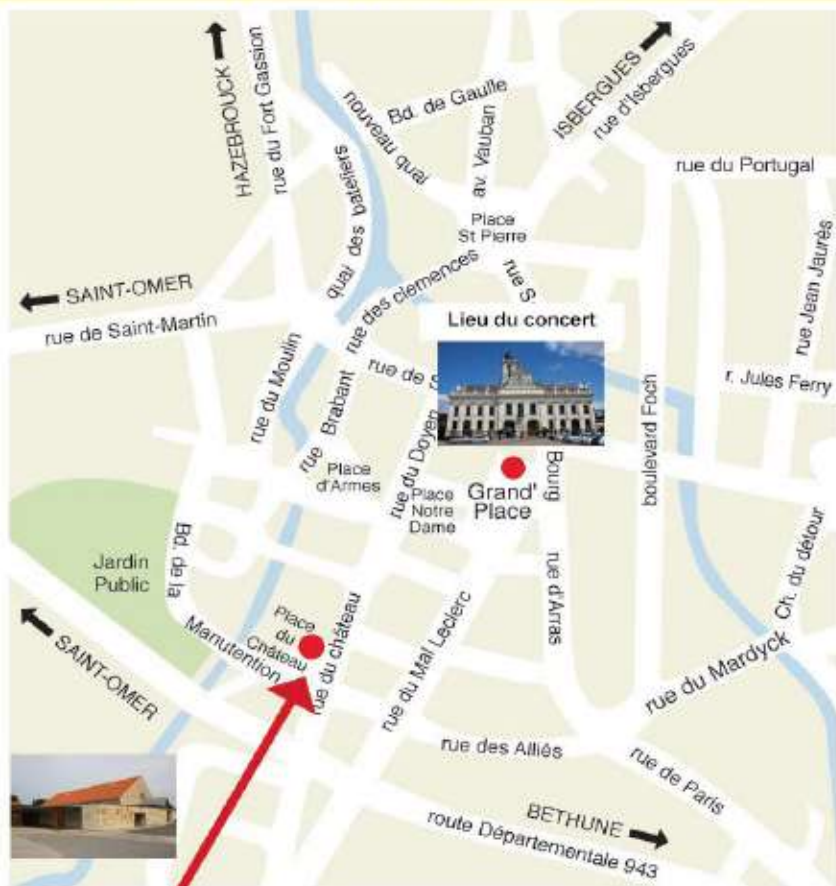 HAZEBROUCK
rue du Fort Gassion
nouveau quai
Bd. de Gaulle
av. Vauban
ISBERGUES
rue d'Isbergues
rue du Portugal
rue Jean Jaurés
quai des bateliers
Place
St Pierre
SAINT-OMER
rue de Saint-Martin
rue des clemences
rue S
Lieu du concert
rue de
r. Jules Ferry
rue du Moulin
rue Brabant
boulevard Foch
Place
d'Armes
rue du Doyen
Place
Notre
Dame
Grand'
Place
Bourg
Jardin
Public
Bd. de la
Manutention
Place
du
Château
rue du château
rue d'Arras
Ch. du détour
rue du Mal Leclerc
rue du Mardyck
SAINT-OMER
rue des Alliés
rue de Paris
BETHUNE
route Départementale 943